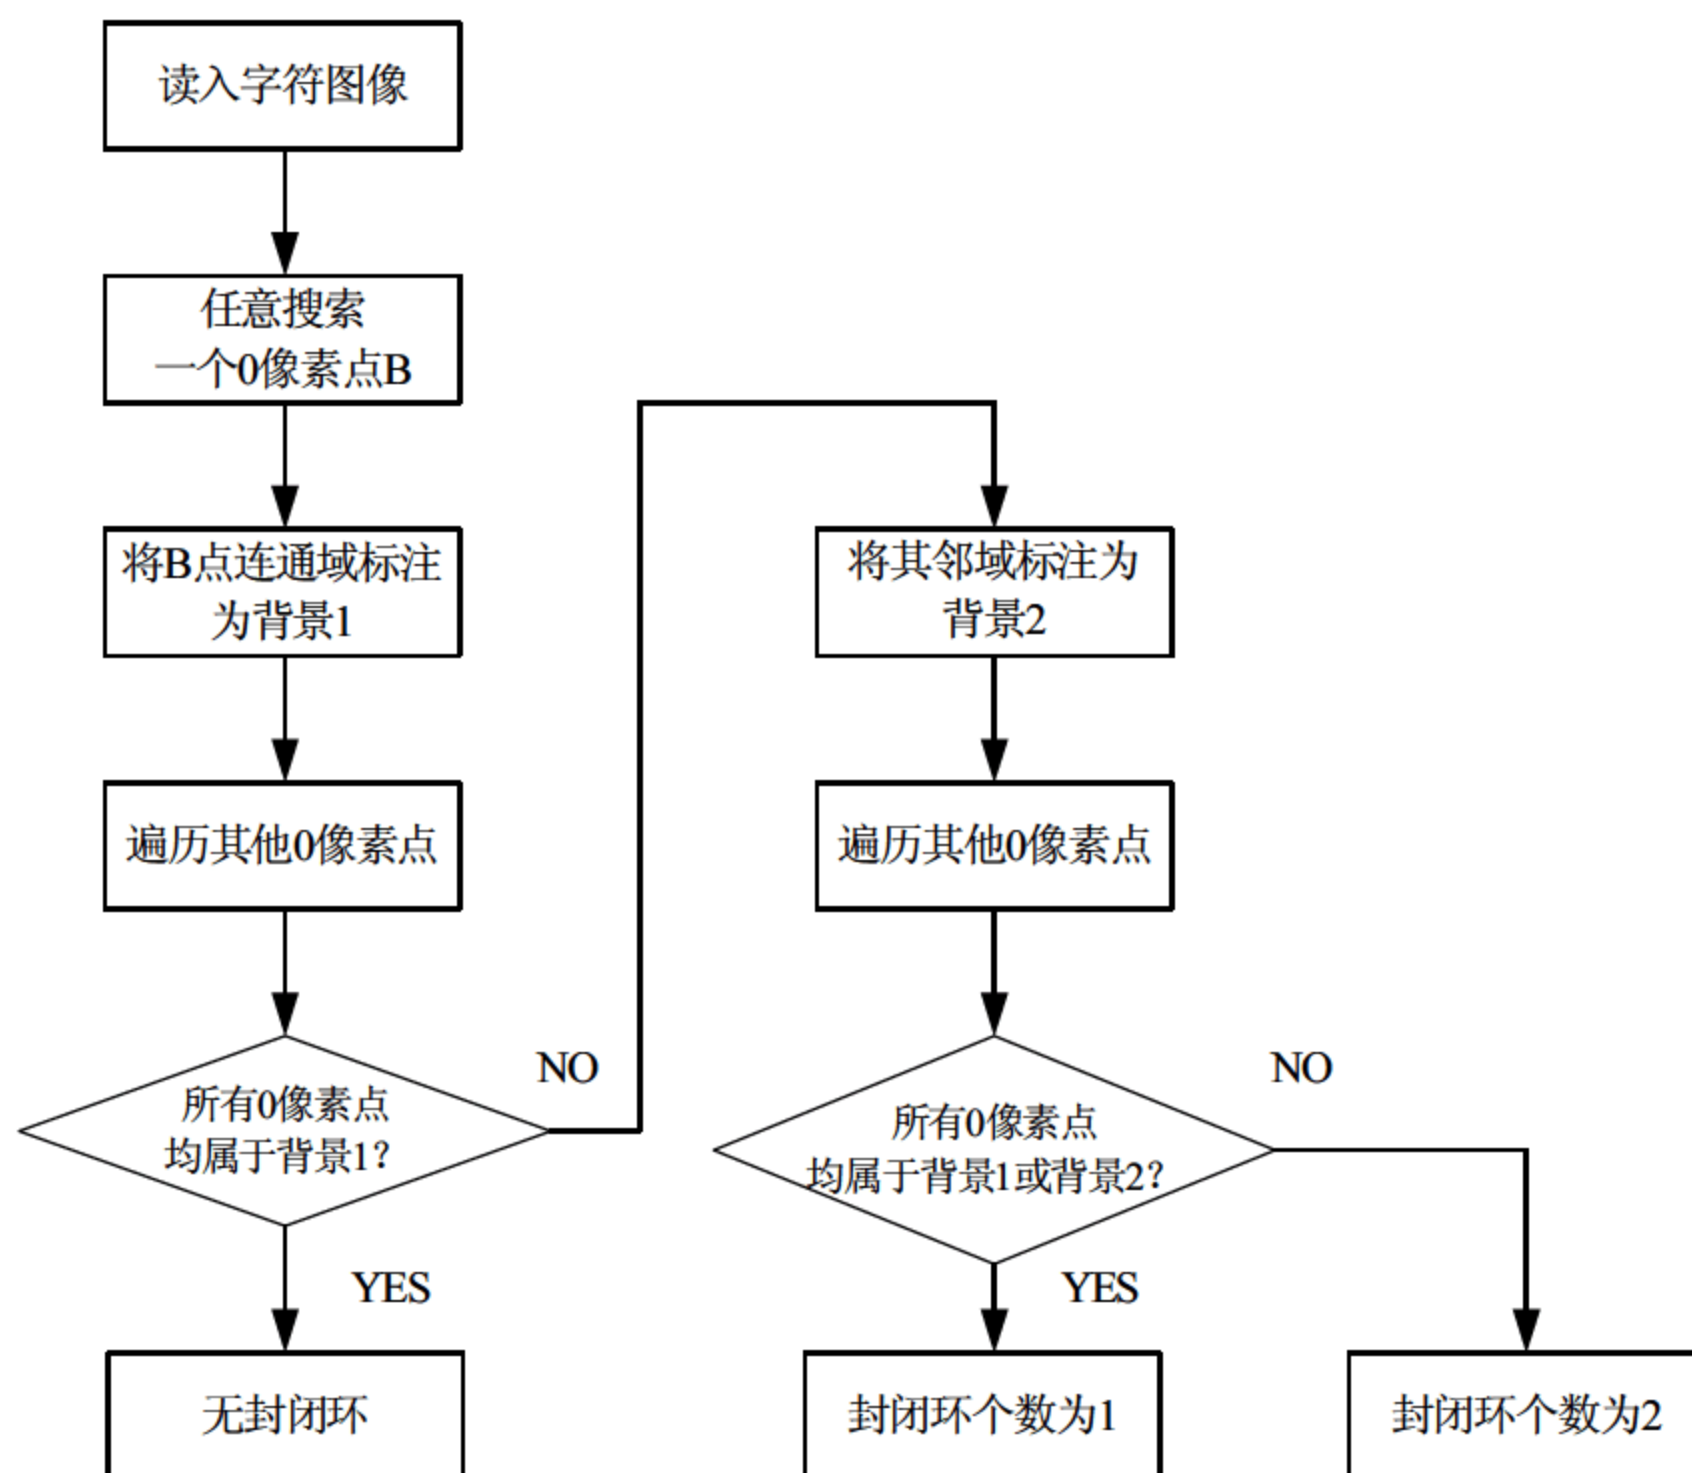 读入字符图像
任意搜索
一个0像素点B
将B点连通域标注
为背景1
遍历其他0像素点
所有0像素点
均属于背景1?
NO
YES
无封闭环
将其邻域标注为
背景2
遍历其他0像素点
所有0像素点
均属于背景1或背景2?
NO
YES
封闭环个数为1
封闭环个数为2